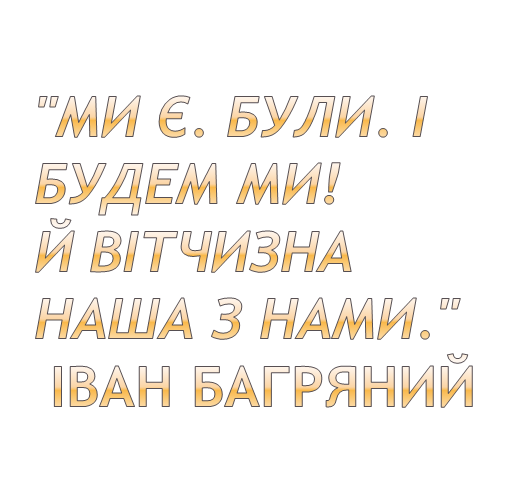 "МИ Є. БУЛИ. І
БУДЕМ МИ!
Й ВІТЧИЗНА
НАША З НАМИ."
ІВАН БАГРЯНИЙ